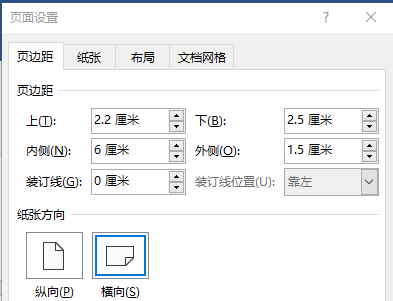 页面设置
页边距 纸张 布局 文档网格
页边距
上(T): 2.2 厘米 下(B): 2.5 厘米
内侧(N): 6 厘米 外侧(O): 1.5 厘米
装订线(G): 0 厘米 装订线位置(U): 靠左
纸张方向
纵向(P) 横向(S)